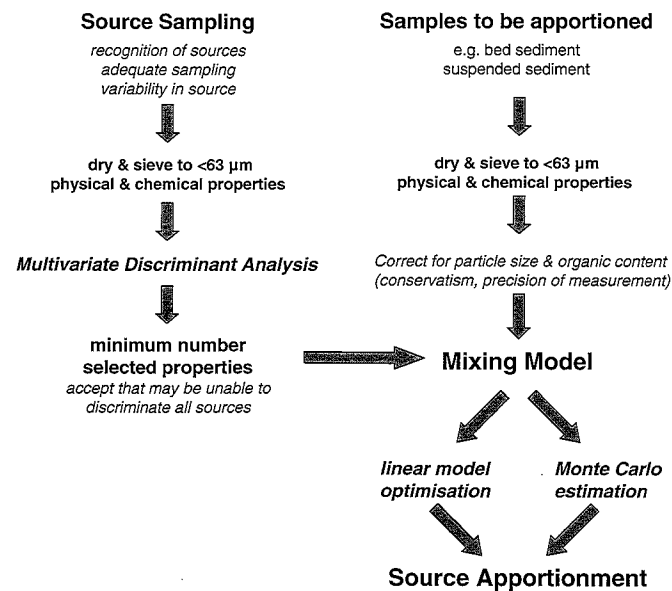 Source Sampling
recognition of sources
adequate sampling
variability in source
dry & sieve to <63 µm
physical & chemical properties
Multivariate Discriminant Analysis
minimum number
selected properties
accept that may be unable to
discriminate all sources
Samples to be apportioned
e.g. bed sediment
suspended sediment
dry & sieve to <63 µm
physical & chemical properties
Correct for particle size & organic content
(conservatism, precision of measurement)
Mixing Model
linear model
optimisation
Monte Carlo
estimation
Source Apportionment